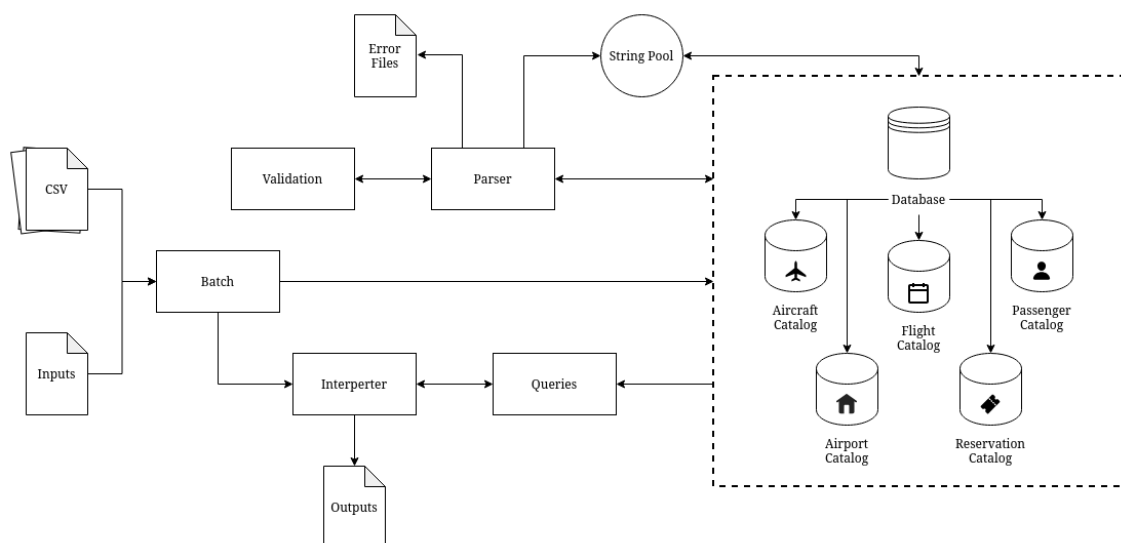 Error
Files
String Pool
CSV
Validation
Parser
Database
Batch
Aircraft
Catalog
Flight
Catalog
Passenger
Catalog
Inputs
Interperter
Queries
Airport
Catalog
Reservation
Catalog
Outputs